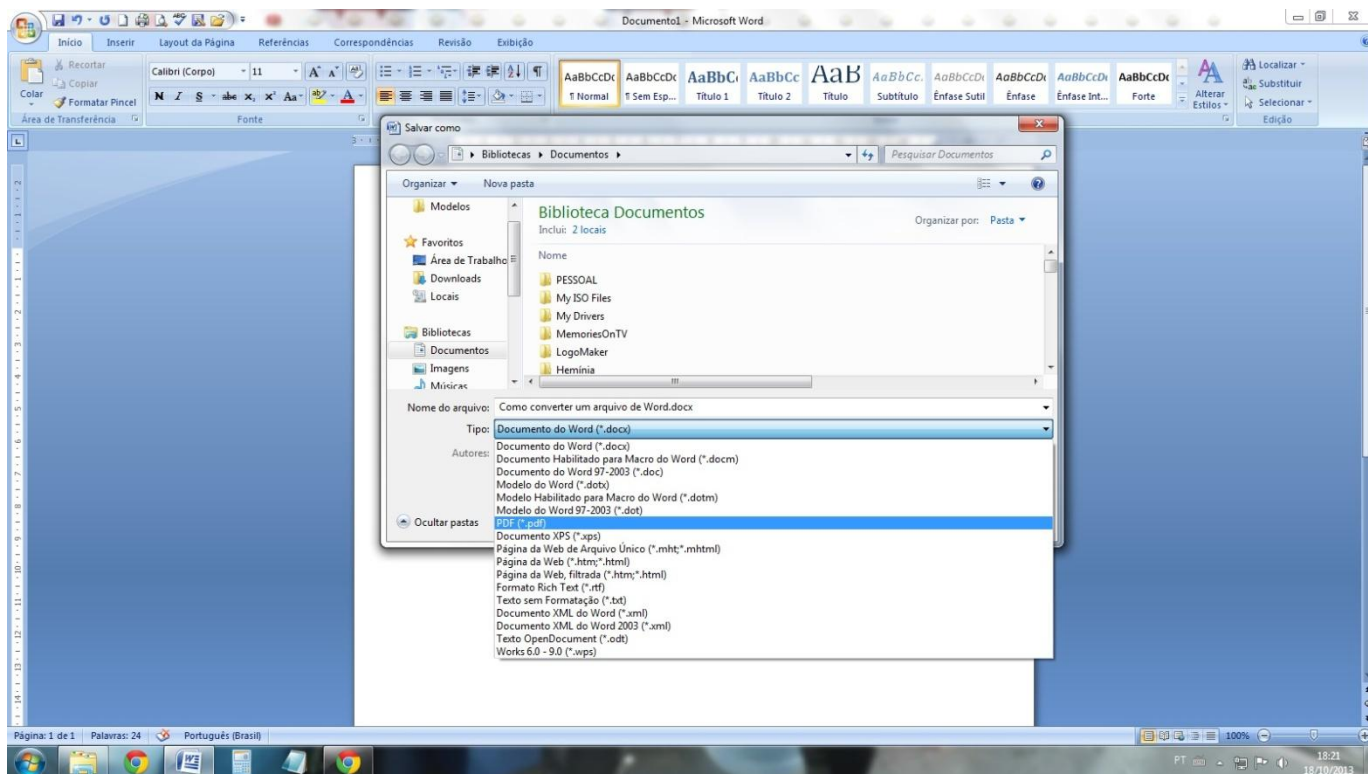 Documento1 - Microsoft Word
Início Inserir Layout da Página Referências Correspondências Revisão Exibição
Colar
Recortar
Copiar
Formatar Pincel
Área de Transferência
Calibri (Corpo) 11
N I S abe x, x² Aa
Fonte
AaBbCcDc AaBbCcDc AaBbC AaBbCc AaB AaBbCc. AaBbCcDc AaBbCcDc AaBbCcDc AaBbCcDc
¶ Normal ¶ Sem Esp... Título 1 Título 2 Título Subtítulo Ênfase Sutil Ênfase Ênfase Int... Forte
Alterar
Estilos
Localizar
Substituir
Selecionar
Edição
Salvar como
Bibliotecas Documentos
Pesquisar Documentos
Organizar Nova pasta
Modelos
Favoritos
Área de Trabalho
Downloads
Locais
Bibliotecas
Documentos
Imagens
Músicas
Biblioteca Documentos
Inclui: 2 locais
Organizar por: Pasta
Nome
PESSOAL
My ISO Files
My Drivers
MemoriesOnTV
LogoMaker
Hemínia
Nome do arquivo: Como converter um arquivo de Word.docx
Tipo: Documento do Word (*.docx)
Autores:
Documento do Word (*.docx)
Documento Habilitado para Macro do Word (*.docm)
Documento do Word 97-2003 (*.doc)
Modelo do Word (*.dotx)
Modelo Habilitado para Macro do Word (*.dotm)
Modelo do Word 97-2003 (*.dot)
Ocultar pastas
PDF (*.pdf)
Documento XPS (*.xps)
Página da Web de Arquivo Único (*.mht;*.mhtml)
Página da Web (*.htm;*.html)
Página da Web, filtrada (*.htm;*.html)
Formato Rich Text (*.rtf)
Texto sem Formatação (*.txt)
Documento XML do Word (*.xml)
Documento XML do Word 2003 (*.xml)
Texto OpenDocument (*.odt)
Works 6.0 - 9.0 (*.wps)
Página: 1 de 1 Palavras: 24 Português (Brasil) 100%
PT 18:21
18/10/2013